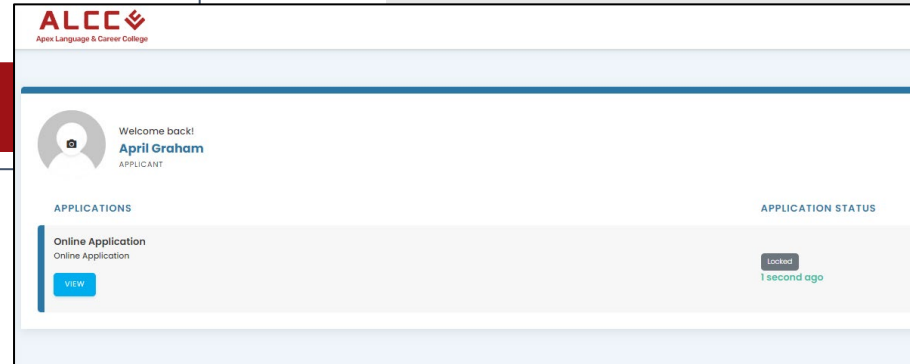 ALCC
Apex Language & Career College
Welcome back!
April Graham
APPLICANT
APPLICATIONS
APPLICATION STATUS
Online Application
Online Application
VIEW
Locked
1 second ago